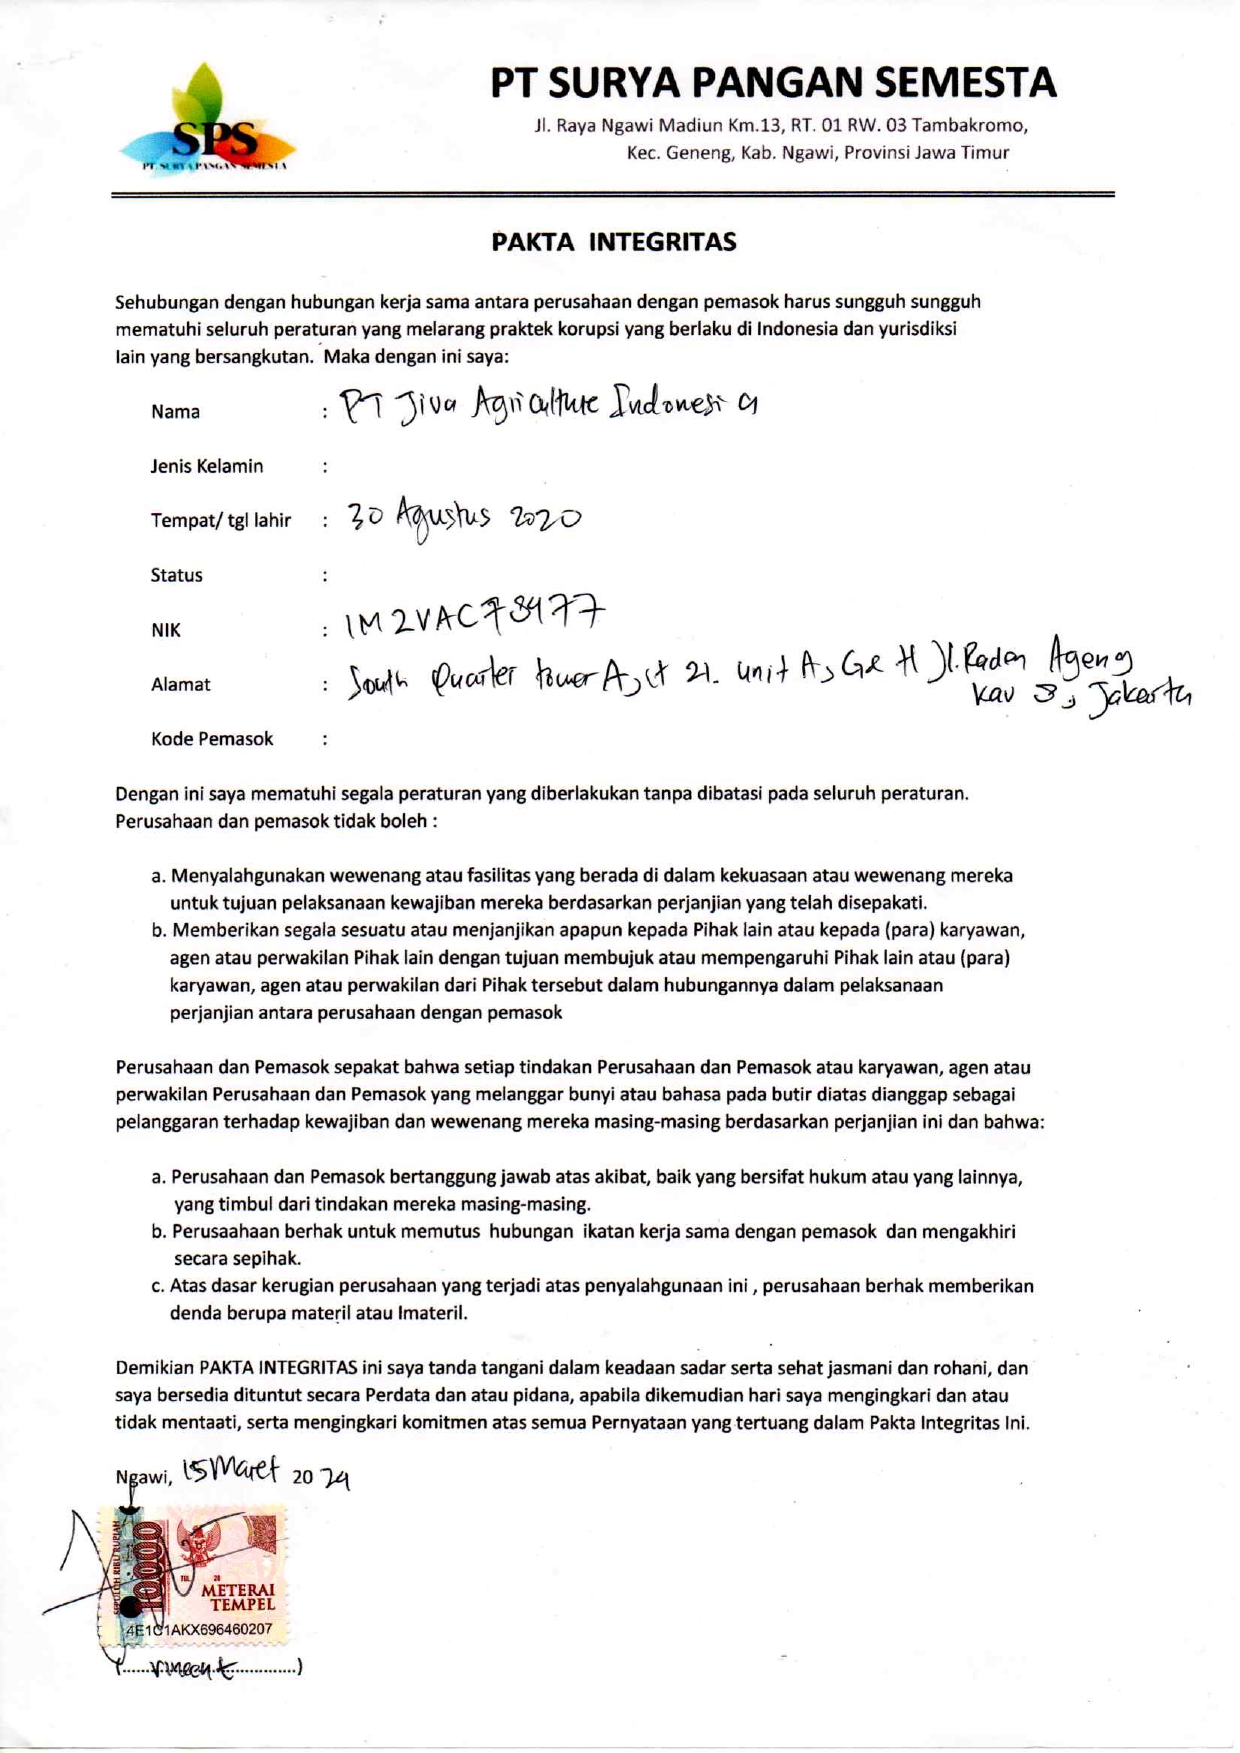 SPS
PT SURYA PANGAN SEMESTA
PT SURYA PANGAN SEMESTA
Jl. Raya Ngawi Madiun Km.13, RT. 01 RW. 03 Tambakromo,
Kec. Geneng, Kab. Ngawi, Provinsi Jawa Timur
PAKTA INTEGRITAS
Sehubungan dengan hubungan kerja sama antara perusahaan dengan pemasok harus sungguh sungguh
mematuhi seluruh peraturan yang melarang praktek korupsi yang berlaku di Indonesia dan yurisdiksi
lain yang bersangkutan. Maka dengan ini saya:
Nama : PT Jiva Agriculture Indonesia
Jenis Kelamin :
Tempat/ tgl lahir : 30 Agustus 2020
Status :
NIK : 1M2VAC78477
Alamat : South Quarter tower A, Lt 21. unit A, G& H Jl. Raden Ageng
Kav 8, Jakarta
Kode Pemasok :
Dengan ini saya mematuhi segala peraturan yang diberlakukan tanpa dibatasi pada seluruh peraturan.
Perusahaan dan pemasok tidak boleh :
a. Menyalahgunakan wewenang atau fasilitas yang berada di dalam kekuasaan atau wewenang mereka
untuk tujuan pelaksanaan kewajiban mereka berdasarkan perjanjian yang telah disepakati.
b. Memberikan segala sesuatu atau menjanjikan apapun kepada Pihak lain atau kepada (para) karyawan,
agen atau perwakilan Pihak lain dengan tujuan membujuk atau mempengaruhi Pihak lain atau (para)
karyawan, agen atau perwakilan dari Pihak tersebut dalam hubungannya dalam pelaksanaan
perjanjian antara perusahaan dengan pemasok
Perusahaan dan Pemasok sepakat bahwa setiap tindakan Perusahaan dan Pemasok atau karyawan, agen atau
perwakilan Perusahaan dan Pemasok yang melanggar bunyi atau bahasa pada butir diatas dianggap sebagai
pelanggaran terhadap kewajiban dan wewenang mereka masing-masing berdasarkan perjanjian ini dan bahwa:
a. Perusahaan dan Pemasok bertanggung jawab atas akibat, baik yang bersifat hukum atau yang lainnya,
yang timbul dari tindakan mereka masing-masing.
b. Perusaahaan berhak untuk memutus hubungan ikatan kerja sama dengan pemasok dan mengakhiri
secara sepihak.
c. Atas dasar kerugian perusahaan yang terjadi atas penyalahgunaan ini , perusahaan berhak memberikan
denda berupa materil atau Imateril.
Demikian PAKTA INTEGRITAS ini saya tanda tangani dalam keadaan sadar serta sehat jasmani dan rohani, dan
saya bersedia dituntut secara Perdata dan atau pidana, apabila dikemudian hari saya mengingkari dan atau
tidak mentaati, serta mengingkari komitmen atas semua Pernyataan yang tertuang dalam Pakta Integritas Ini.
Ngawi, 15 Maret 2024
SEPULUH RIBU RUPIAH
10000
TGL. 20
METERAI
TEMPEL
4E1C1AKX696460207
(......Vincent.............)